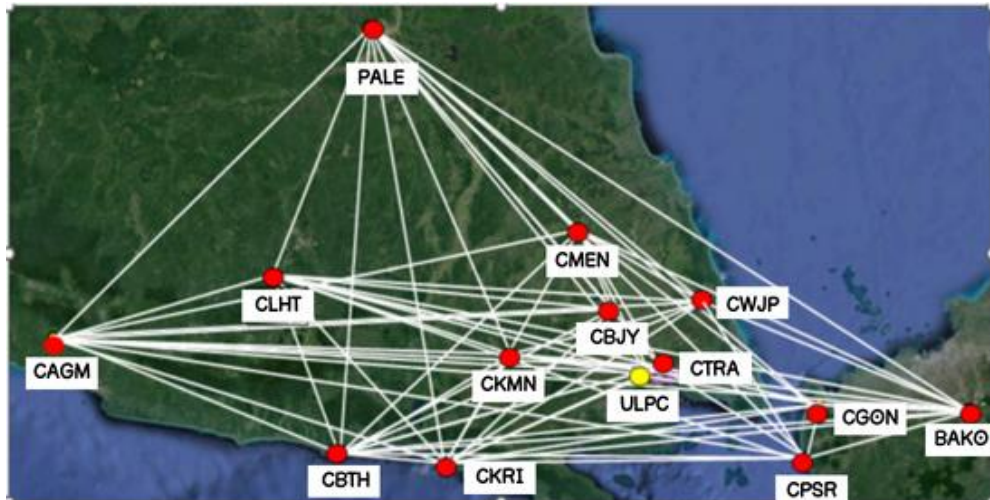 PALE
CMEN
CLHT
CWJP
CBJY
CAGM
CKMN
CTRA
ULPC
CGON
BAKO
CBTH
CKRI
CPSR